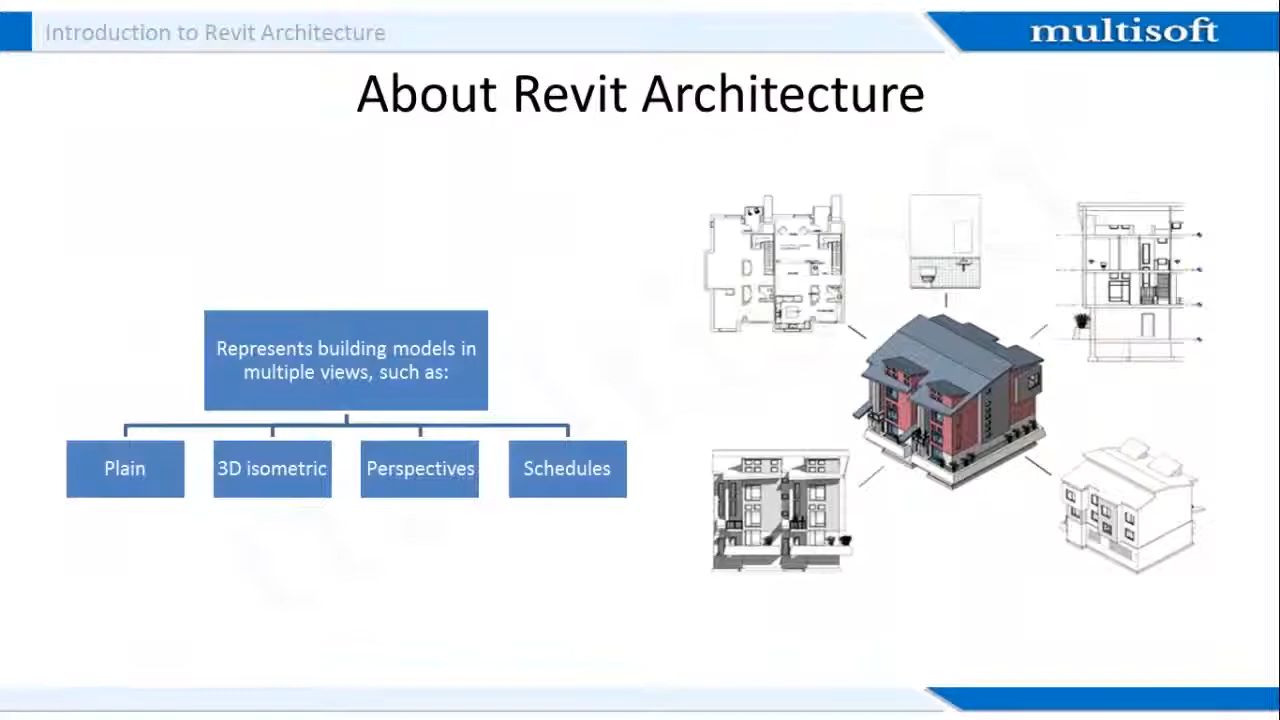 Introduction to Revit Architecture
multisoft
About Revit Architecture
Represents building models in
multiple views, such as:
Plain
3D isometric
Perspectives
Schedules